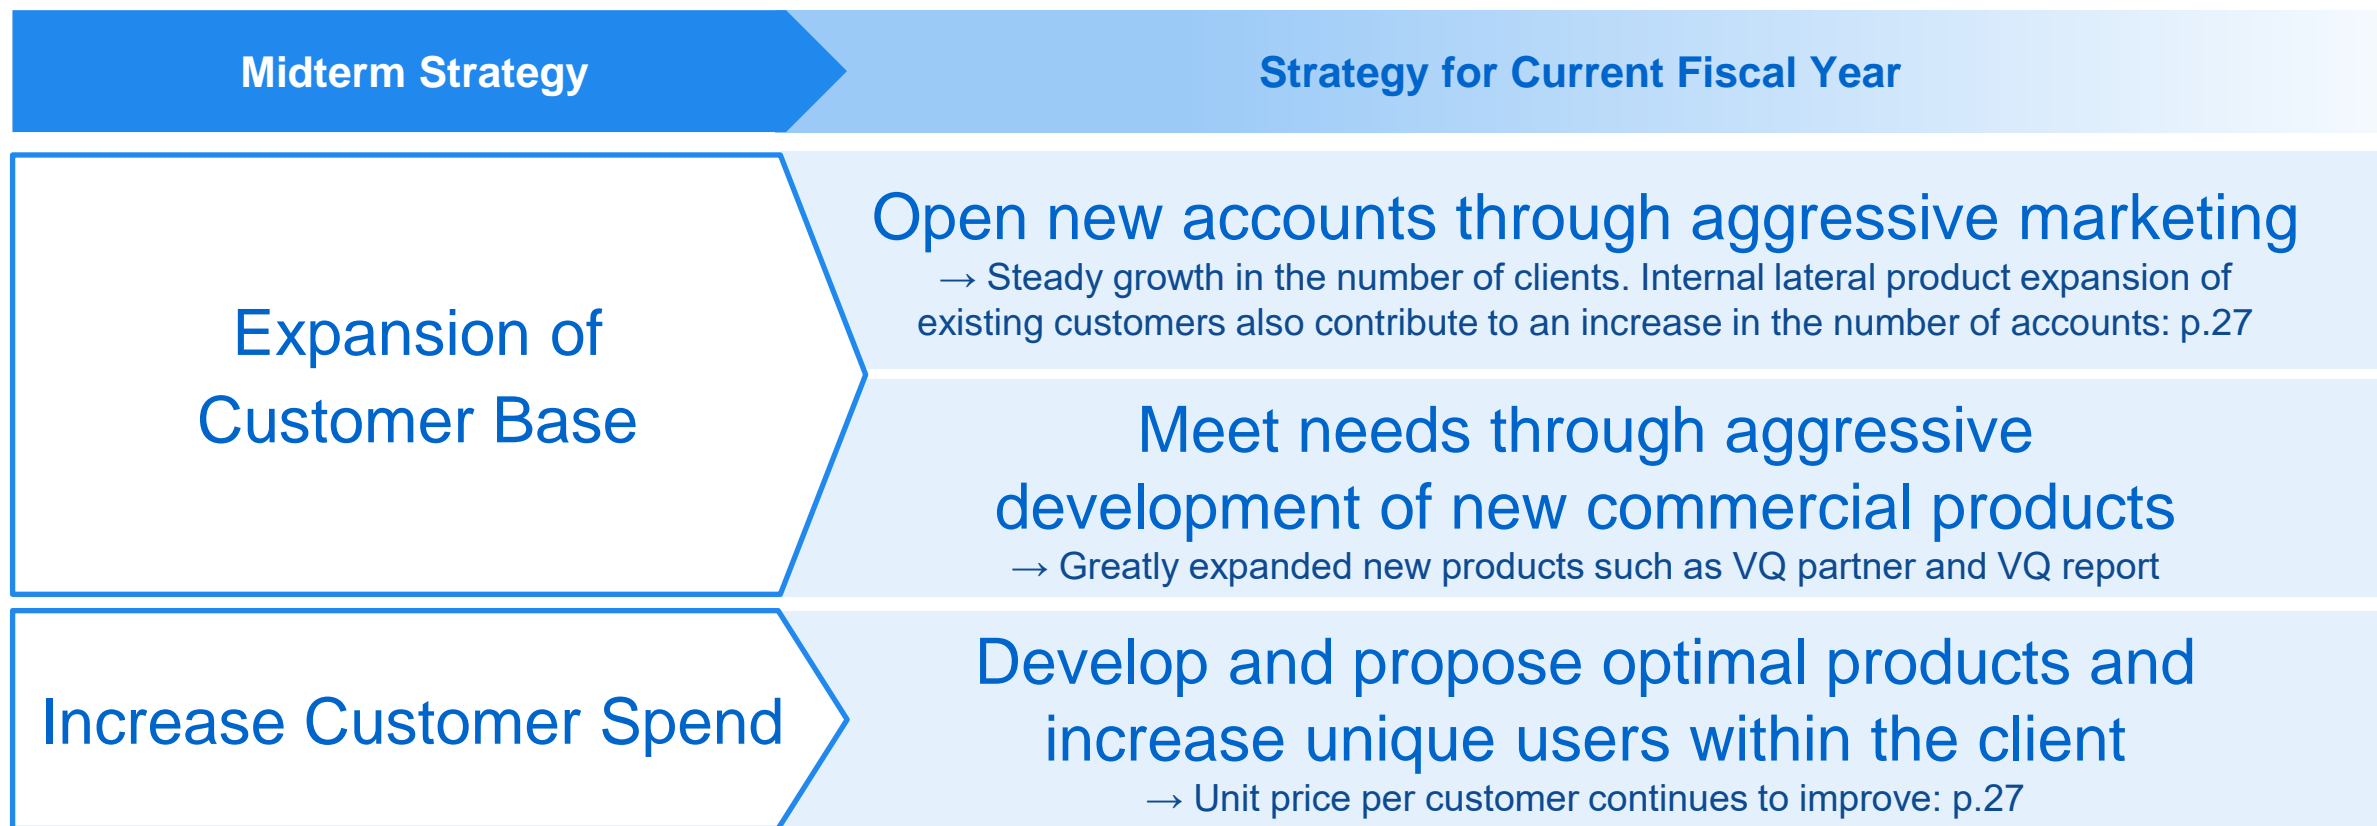 Midterm Strategy
Strategy for Current Fiscal Year
Expansion of
Customer Base
Open new accounts through aggressive marketing
→ Steady growth in the number of clients. Internal lateral product expansion of
existing customers also contribute to an increase in the number of accounts: p.27
Meet needs through aggressive
development of new commercial products
→ Greatly expanded new products such as VQ partner and VQ report
Increase Customer Spend
Develop and propose optimal products and
increase unique users within the client
→ Unit price per customer continues to improve: p.27